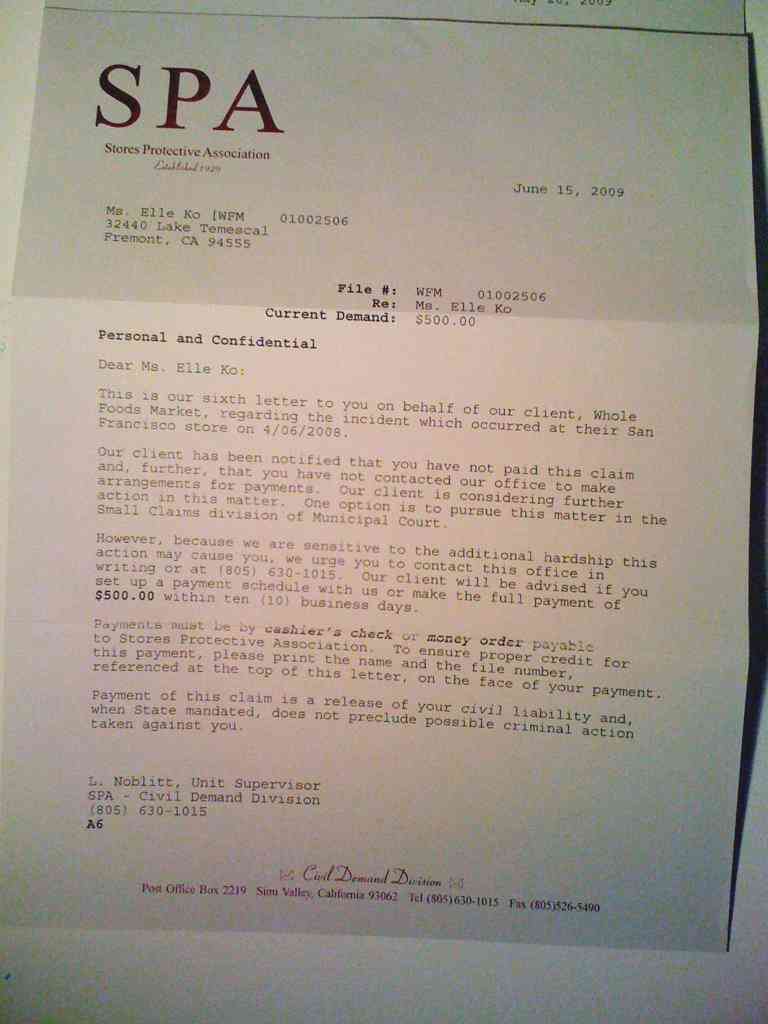 May 20, 2009
SPA
Stores Protective Association
Established 1929
June 15, 2009
Ms. Elle Ko [WFM 01002506
32440 Lake Temescal
Fremont, CA 94555
File #: WFM 01002506
Re: Ms. Elle Ko
Current Demand: $500.00
Personal and Confidential
Dear Ms. Elle Ko:
This is our sixth letter to you on behalf of our client, Whole
Foods Market, regarding the incident which occurred at their San
Francisco store on 4/06/2008.
Our client has been notified that you have not paid this claim
and, further, that you have not contacted our office to make
arrangements for payments. Our client is considering further
action in this matter. One option is to pursue this matter in the
Small Claims division of Municipal Court.
However, because we are sensitive to the additional hardship this
action may cause you, we urge you to contact this office in
writing or at (805) 630-1015. Our client will be advised if you
set up a payment schedule with us or make the full payment of
$500.00 within ten (10) business days.
Payments must be by cashier's check or money order payable
to Stores Protective Association. To ensure proper credit for
this payment, please print the name and the file number,
referenced at the top of this letter, on the face of your payment.
Payment of this claim is a release of your civil liability and,
when State mandated, does not preclude possible criminal action
taken against you.
L. Noblitt, Unit Supervisor
SPA - Civil Demand Division
(805) 630-1015
A6
Civil Demand Division
Post Office Box 2219 Simi Valley, California 93062 Tel (805)630-1015 Fax (805)526-5490